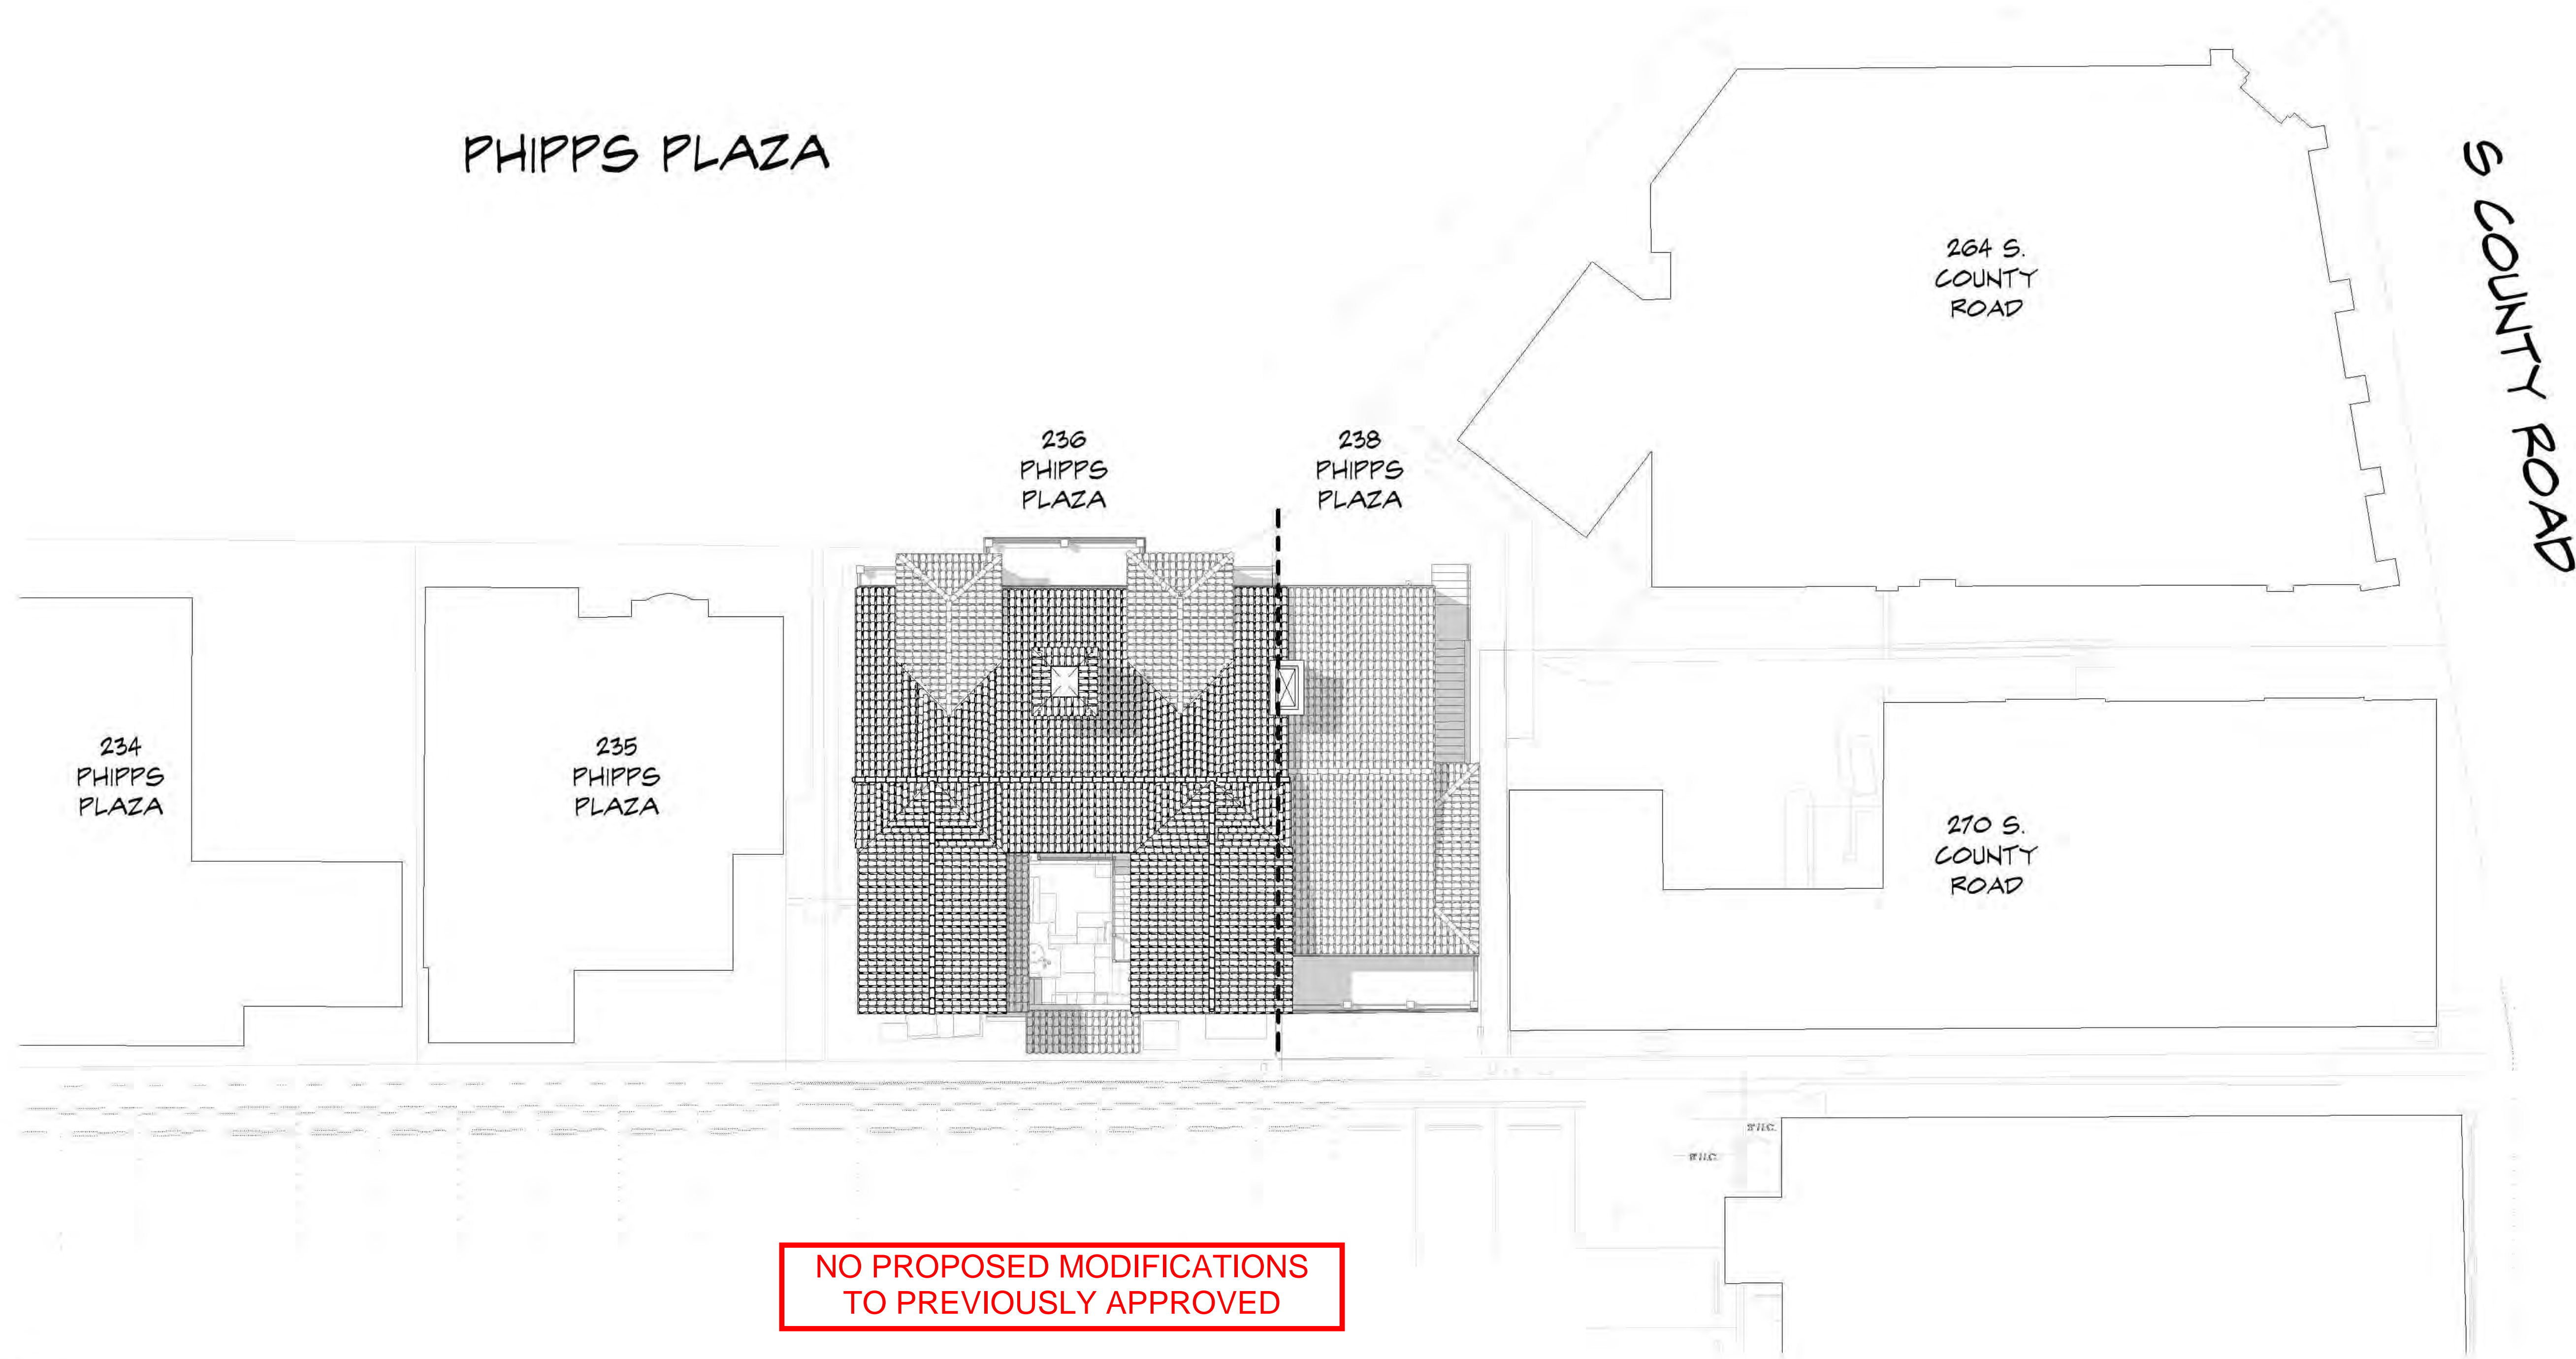 PHIPPS PLAZA
S COUNTY ROAD
264 S.
COUNTY
ROAD
236
PHIPPS
PLAZA
238
PHIPPS
PLAZA
234
PHIPPS
PLAZA
235
PHIPPS
PLAZA
270 S.
COUNTY
ROAD
NO PROPOSED MODIFICATIONS
TO PREVIOUSLY APPROVED